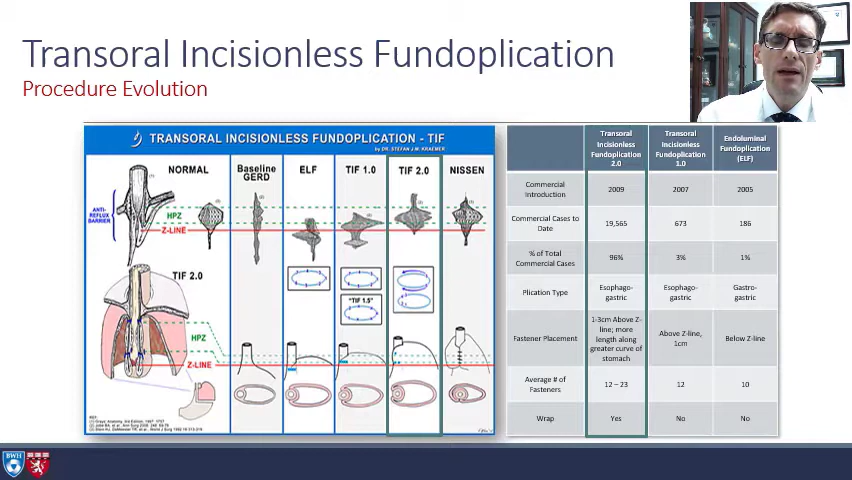 Transoral Incisionless Fundoplication
Procedure Evolution
TRANSORAL INCISIONLESS FUNDOPLICATION - TIF
by DR. STEFAN J.M. KRAEMER
NORMAL
Baseline
GERD
ELF
TIF 1.0
TIF 2.0
NISSEN
ANTI-
REFLUX
BARRIER
HPZ
Z-LINE
TIF 2.0
"TIF 1.5"
HPZ
Z-LINE
Transoral
Incisionless
Fundoplication
2.0
Transoral
Incisionless
Fundoplication
1.0
Endoluminal
Fundoplication
(ELF)
Commercial
Introduction
2009
2007
2005
Commercial Cases to
Date
19,565
673
186
% of Total
Commercial Cases
96%
3%
1%
Plication Type
Esophago-
gastric
Esophago-
gastric
Gastro-
gastric
Fastener Placement
1-3cm Above Z-
line; more
length along
greater curve of
stomach
Above Z-line,
1cm
Below Z-line
Average # of
Fasteners
12 – 23
12
10
Wrap
Yes
No
No
BWH